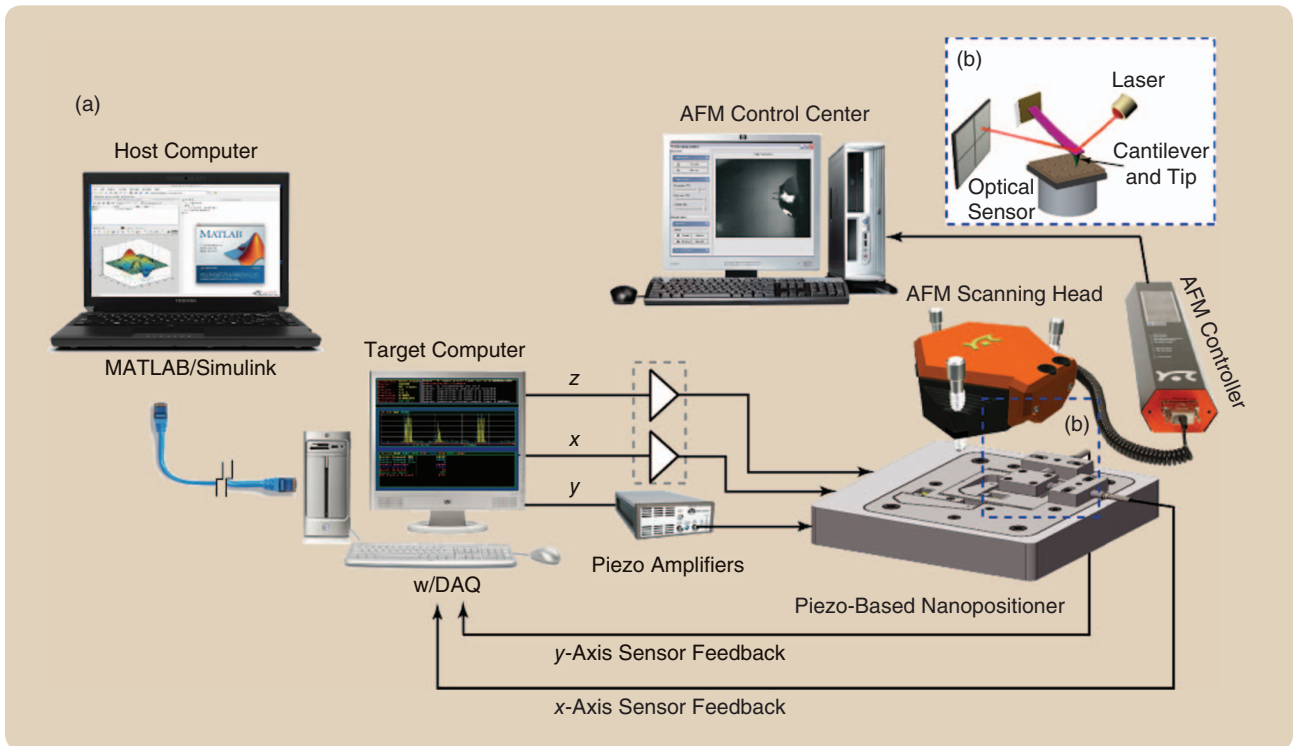 (a)
Host Computer
MATLAB
TOSHIBA
MATLAB/Simulink
Target Computer
w/DAQ
z
x
y
Piezo Amplifiers
AFM Control Center
(b)
Laser
Cantilever
and Tip
Optical
Sensor
AFM Scanning Head
AFM Controller
(b)
Piezo-Based Nanopositioner
y-Axis Sensor Feedback
x-Axis Sensor Feedback